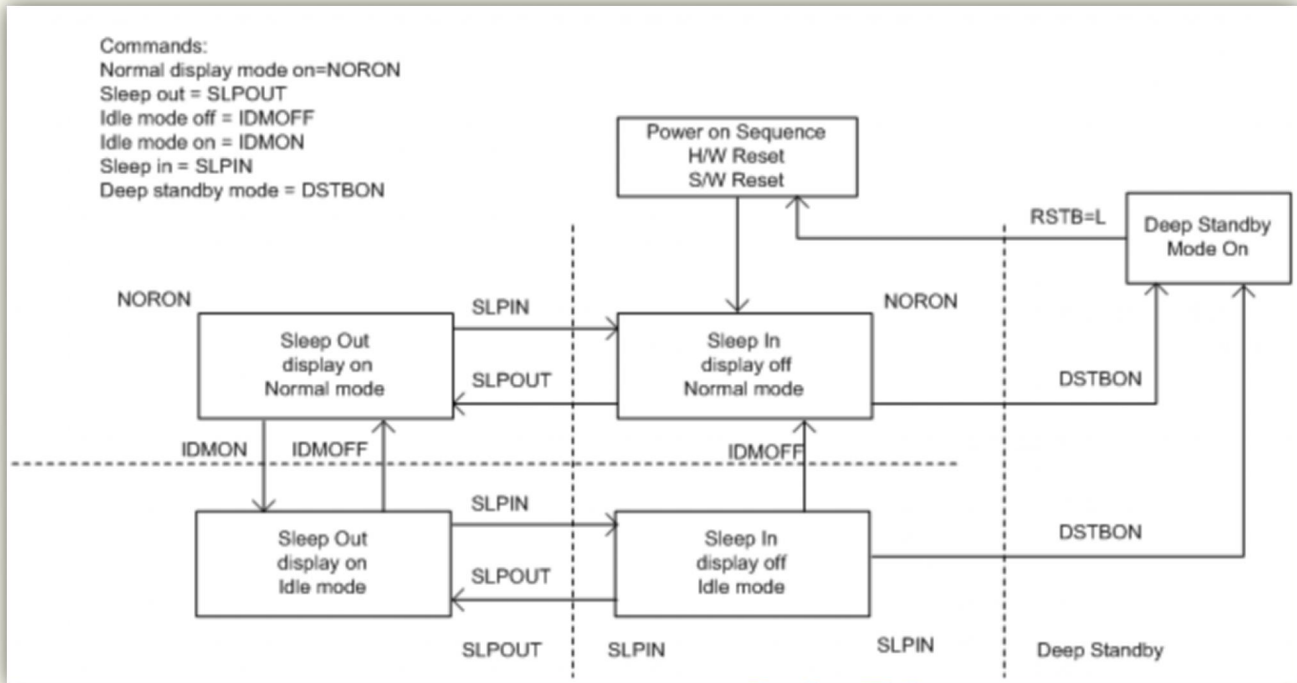 Commands:
Normal display mode on=NORON
Sleep out = SLPOUT
Idle mode off = IDMOFF
Idle mode on = IDMON
Sleep in = SLPIN
Deep standby mode = DSTBON
Power on Sequence
H/W Reset
S/W Reset
RSTB=L
Deep Standby
Mode On
NORON
SLPIN
NORON
Sleep Out
display on
Normal mode
SLPOUT
Sleep In
display off
Normal mode
DSTBON
IDMON
IDMOFF
IDMOFF
SLPIN
Sleep Out
display on
Idle mode
SLPOUT
Sleep In
display off
Idle mode
DSTBON
SLPOUT
SLPIN
SLPIN
Deep Standby